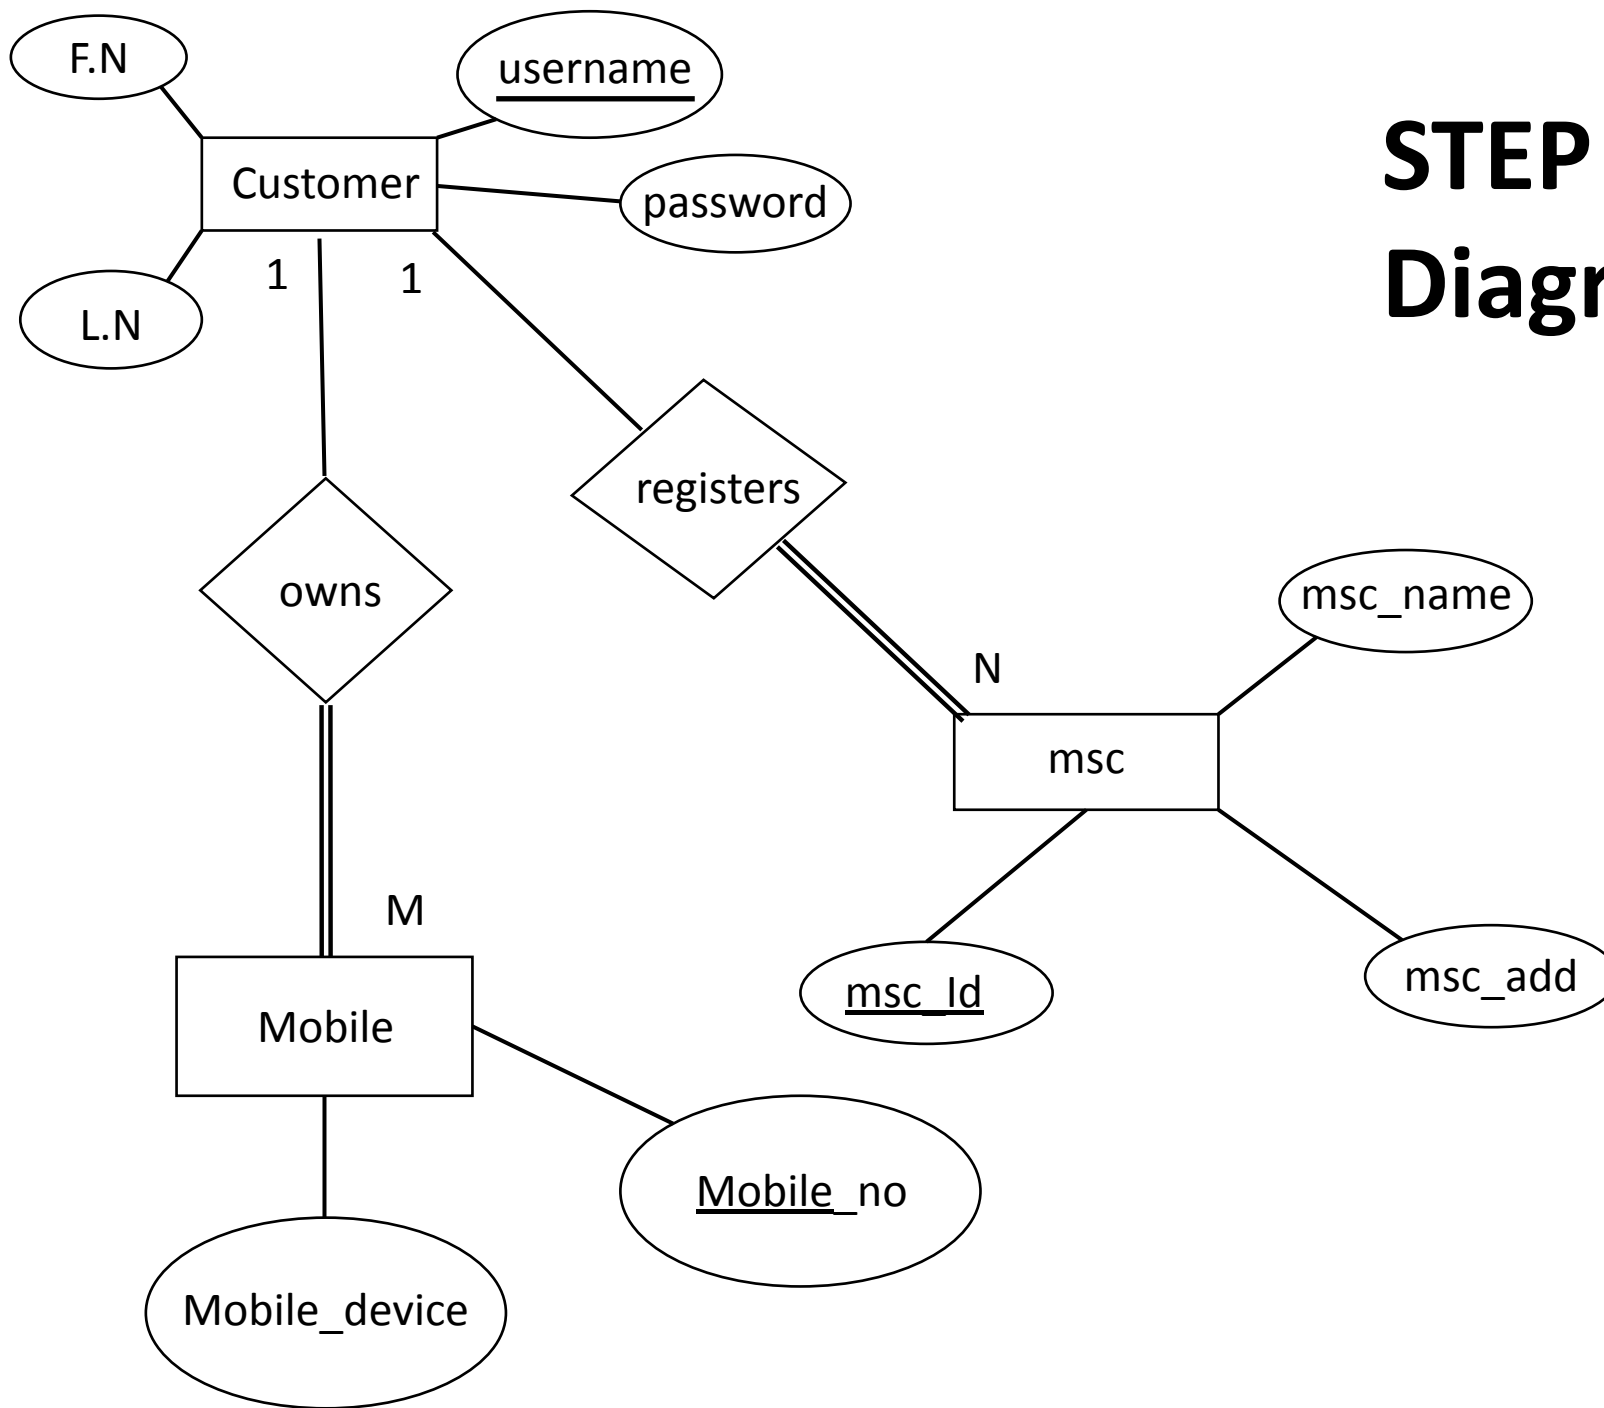 F.N
username
STEP
Customer
password
Diagr
1
1
L.N
registers
owns
msc_name
N
msc
M
msc_Id
msc_add
Mobile
Mobile_no
Mobile_device